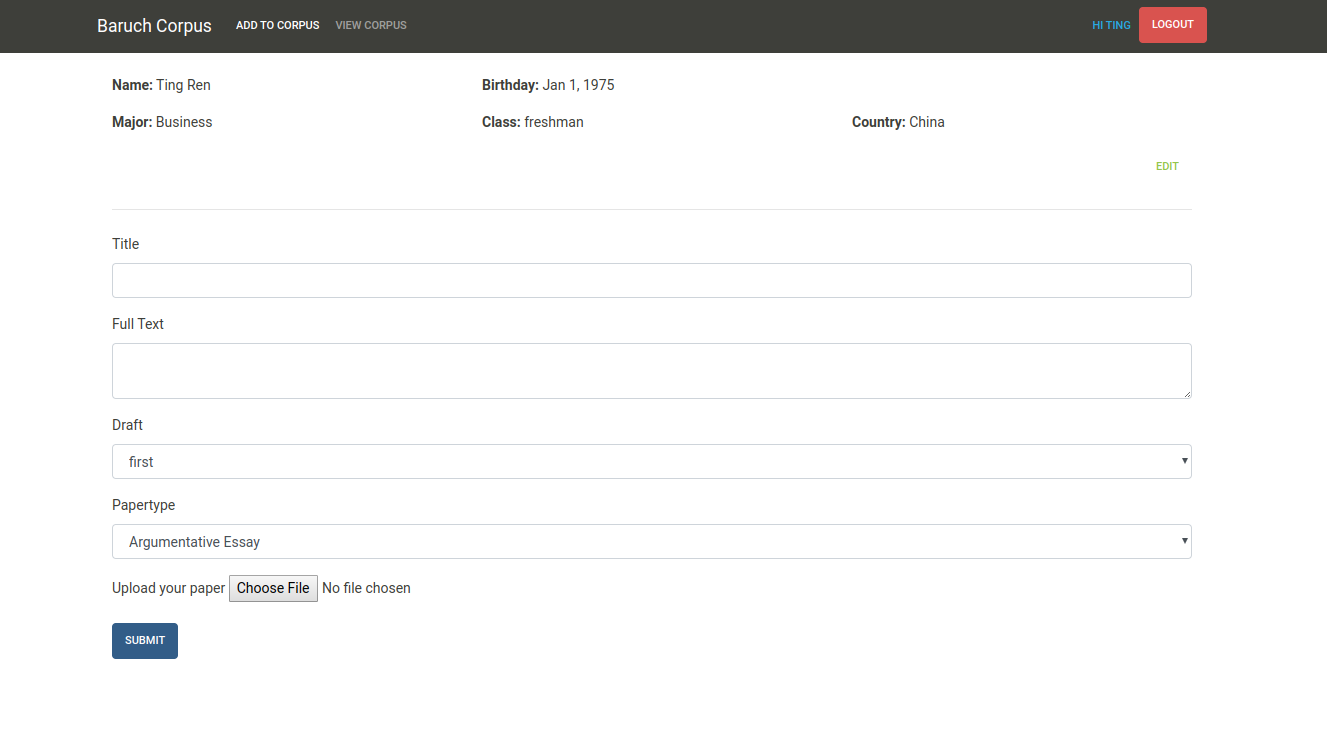 Baruch Corpus ADD TO CORPUS VIEW CORPUS HI TING LOGOUT
Name: Ting Ren Birthday: Jan 1, 1975
Major: Business Class: freshman Country: China
EDIT
Title
Full Text
Draft
first
Papertype
Argumentative Essay
Upload your paper Choose File No file chosen
SUBMIT